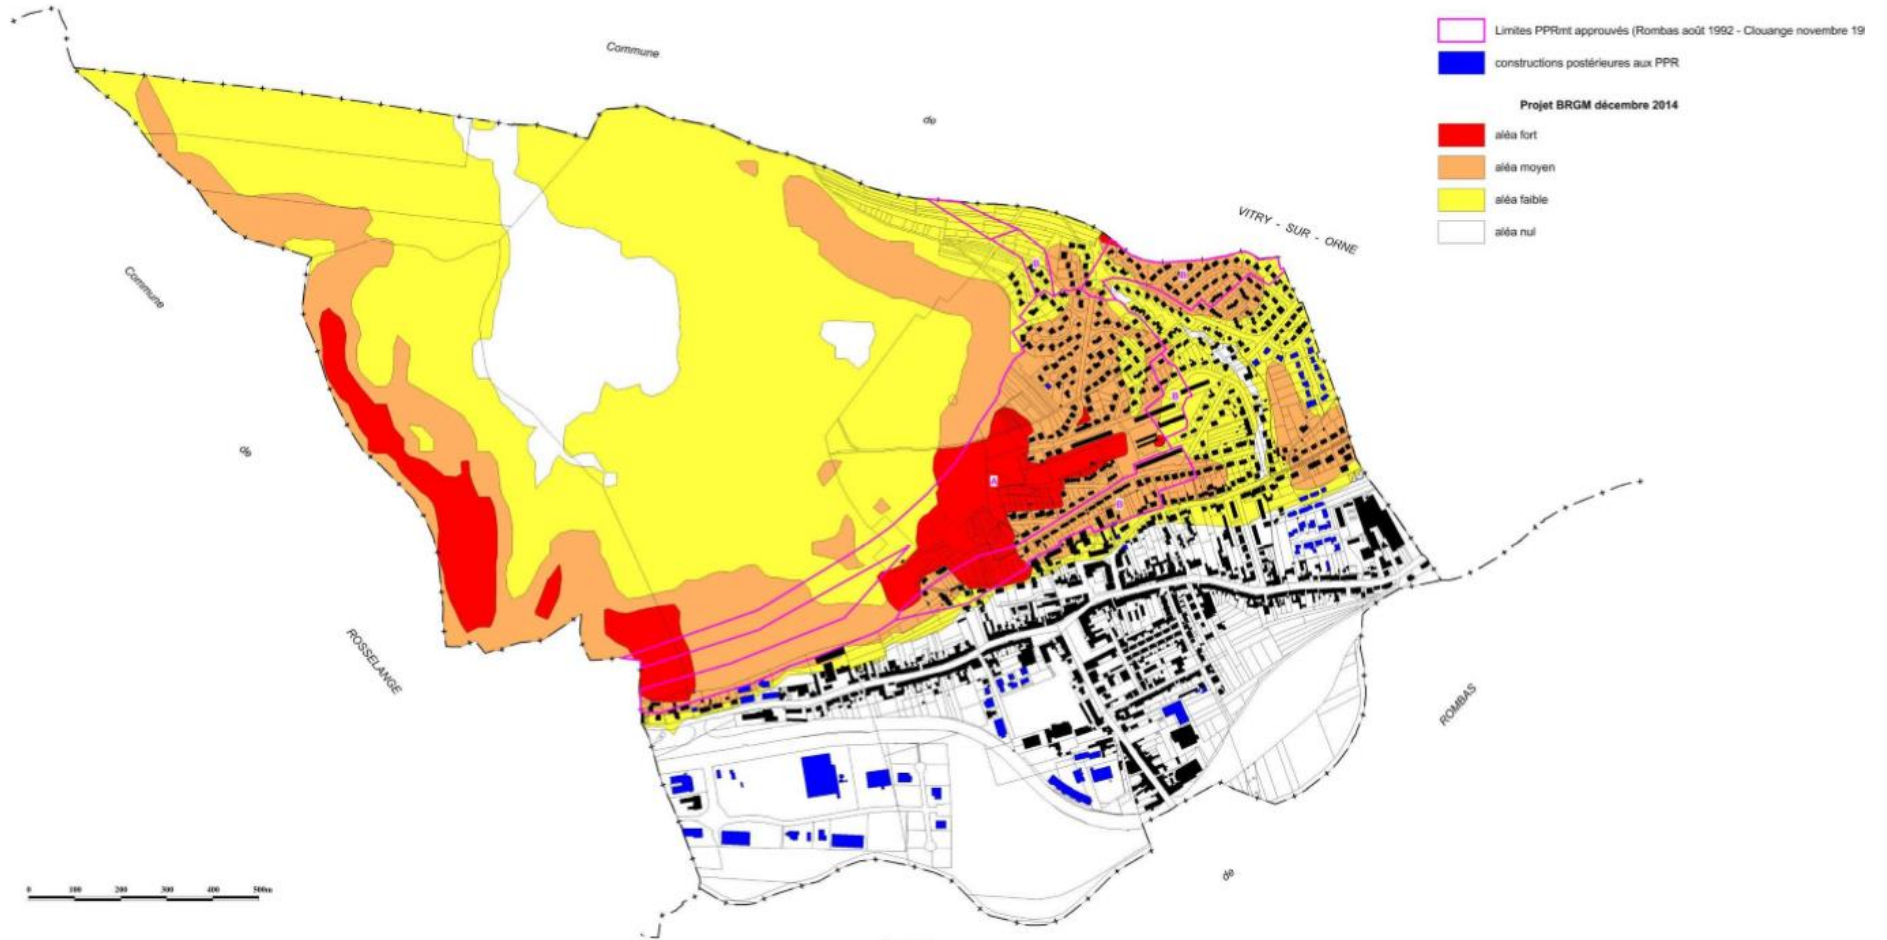 Limites PPRmt approuvés (Rombas août 1992 - Clouange novembre 19
constructions postérieures aux PPR
Projet BRGM décembre 2014
aléa fort
aléa moyen
aléa faible
aléa nul
Commune
de
VITRY - SUR - ORNE
Commune
de
ROSSELANGE
B
B
B
A
B
ROMBAS
de
0 100 200 300 400 500m